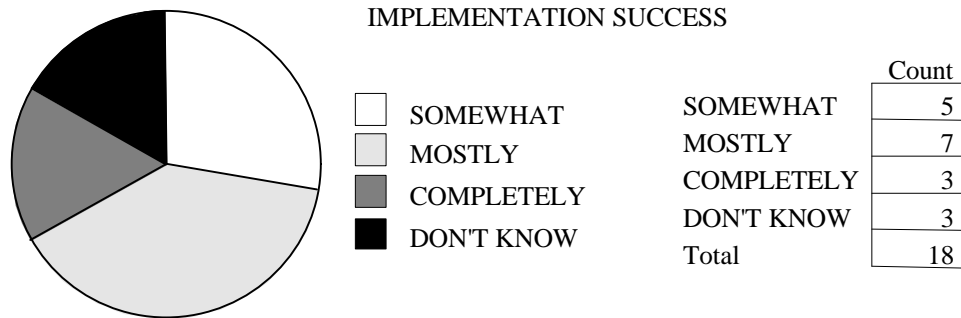 IMPLEMENTATION SUCCESS
SOMEWHAT
MOSTLY
COMPLETELY
DON'T KNOW
Count
SOMEWHAT 5
MOSTLY 7
COMPLETELY 3
DON'T KNOW 3
Total 18